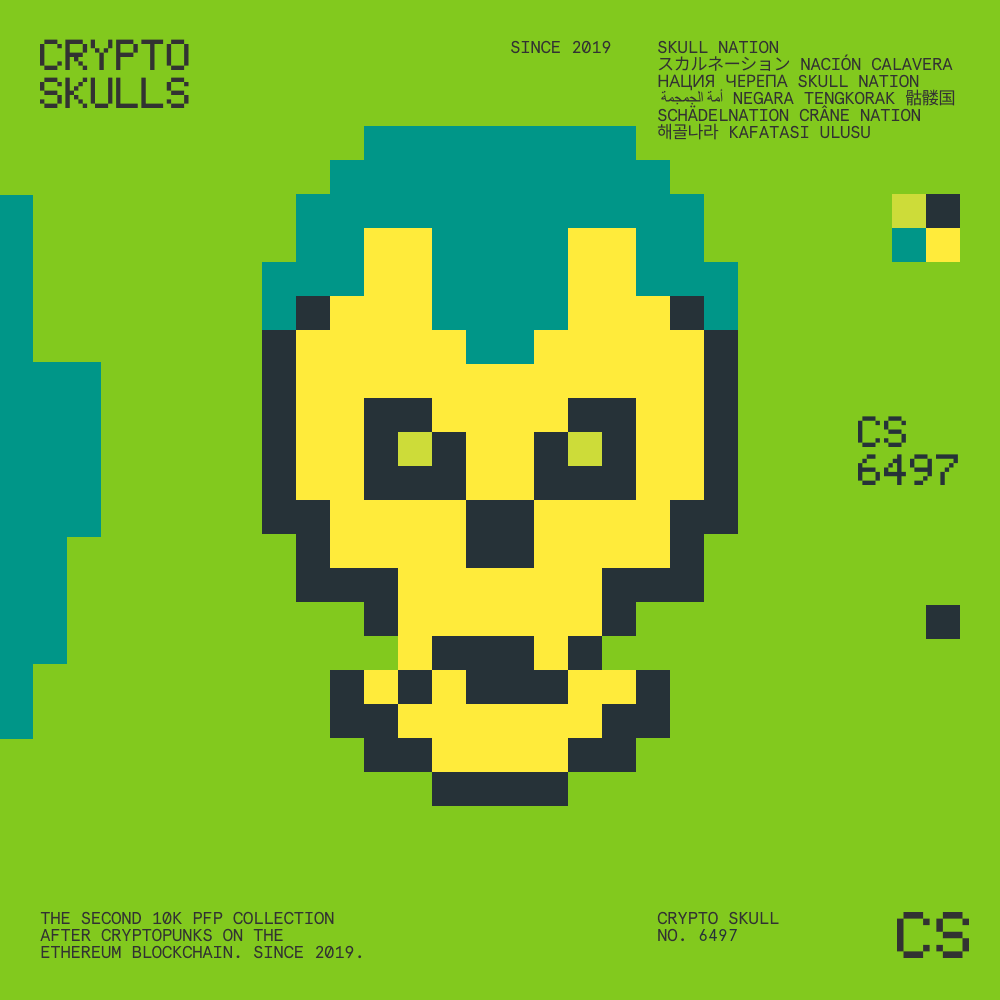 CRYPTO
SKULLS
SINCE 2019
SKULL NATION
スカルネーション NACIÓN CALAVERA
НАЦИЯ ЧЕРЕПА SKULL NATION
أمة الجمجمة NEGARA TENGKORAK 骷髅国
SCHÄDELNATION CRÂNE NATION
해골나라 KAFATASI ULUSU
CS
6497
THE SECOND 10K PFP COLLECTION
AFTER CRYPTOPUNKS ON THE
ETHEREUM BLOCKCHAIN. SINCE 2019.
CRYPTO SKULL
NO. 6497
CS